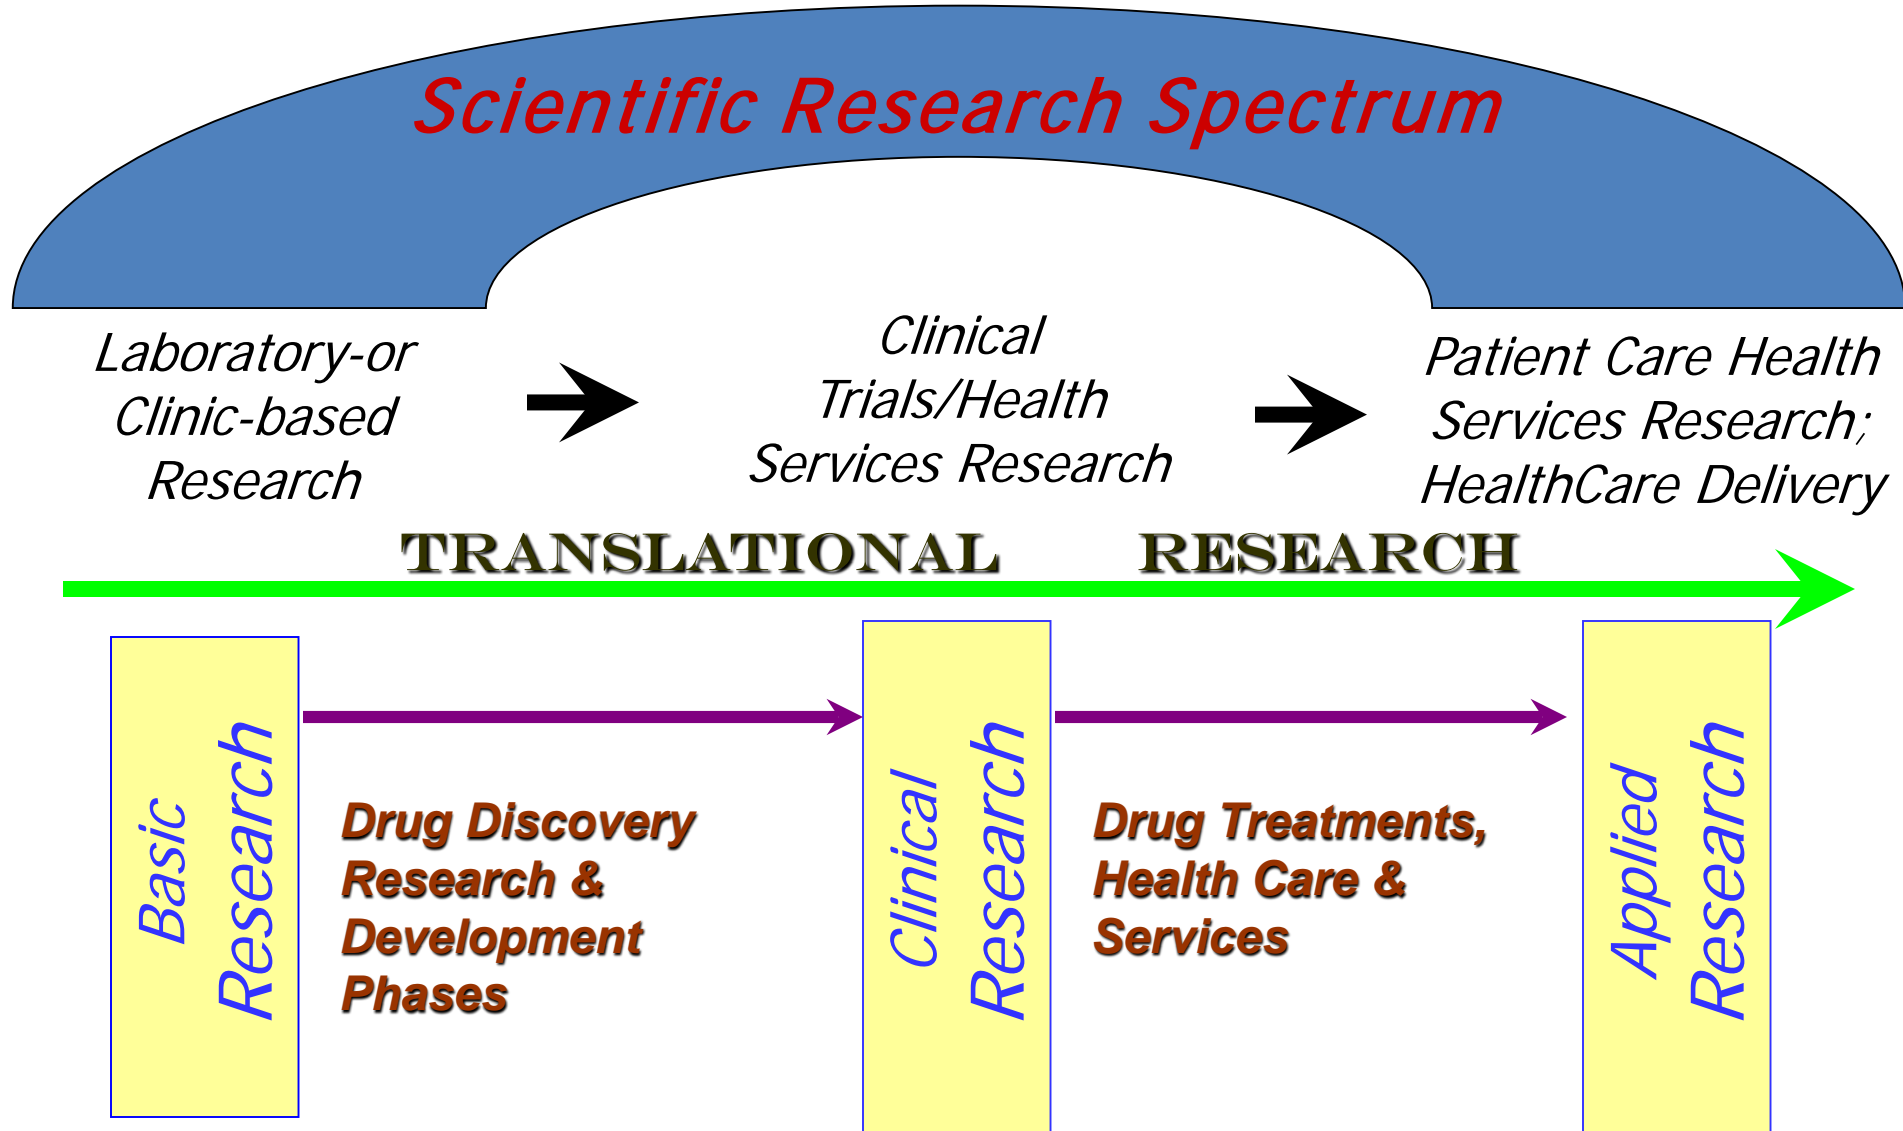 Scientific Research Spectrum
Laboratory-or
Clinic-based
Research
Clinical
Trials/Health
Services Research
Patient Care Health
Services Research;
HealthCare Delivery
TRANSLATIONAL RESEARCH
Basic
Research
Drug Discovery
Research &
Development
Phases
Clinical
Research
Drug Treatments,
Health Care &
Services
Applied
Research